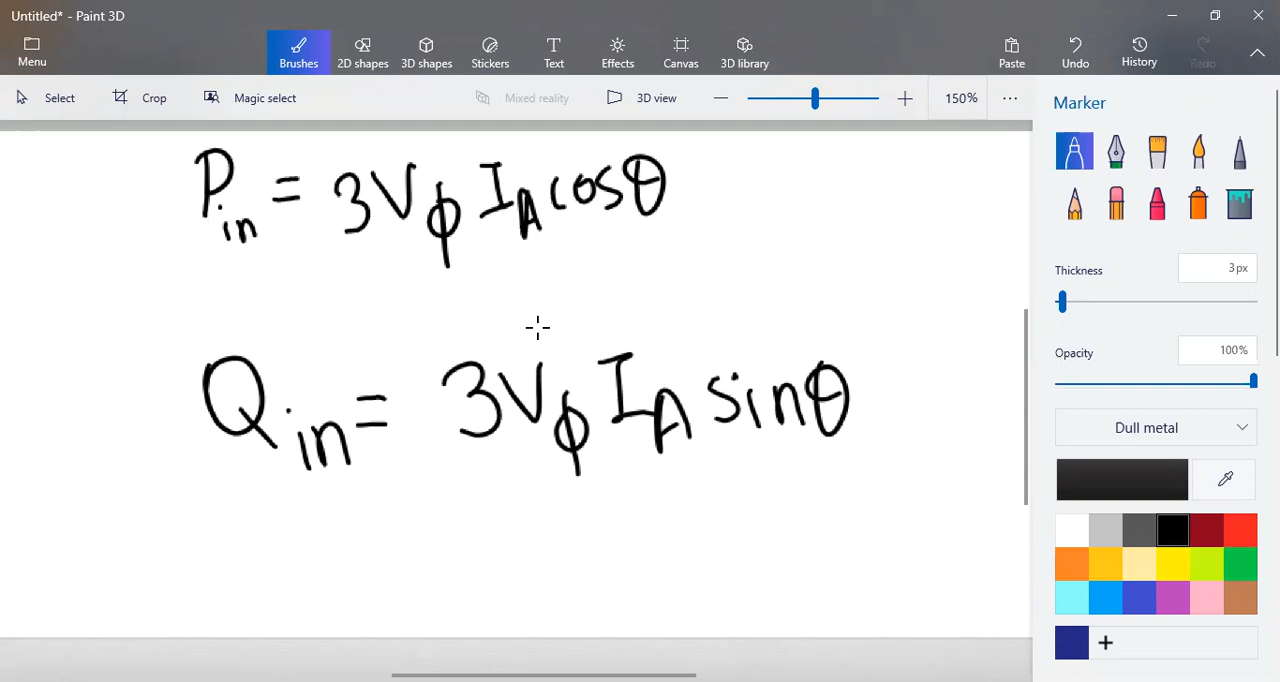 Untitled* - Paint 3D
Menu
Brushes
2D shapes
3D shapes
Stickers
Text
Effects
Canvas
3D library
Paste
Undo
History
Redo
Select
Crop
Magic select
Mixed reality
3D view
150%
Marker
Thickness
3px
Opacity
100%
Dull metal
P_in = 3V_ϕ I_A cosθ
Q_in = 3V_ϕ I_A sinθ